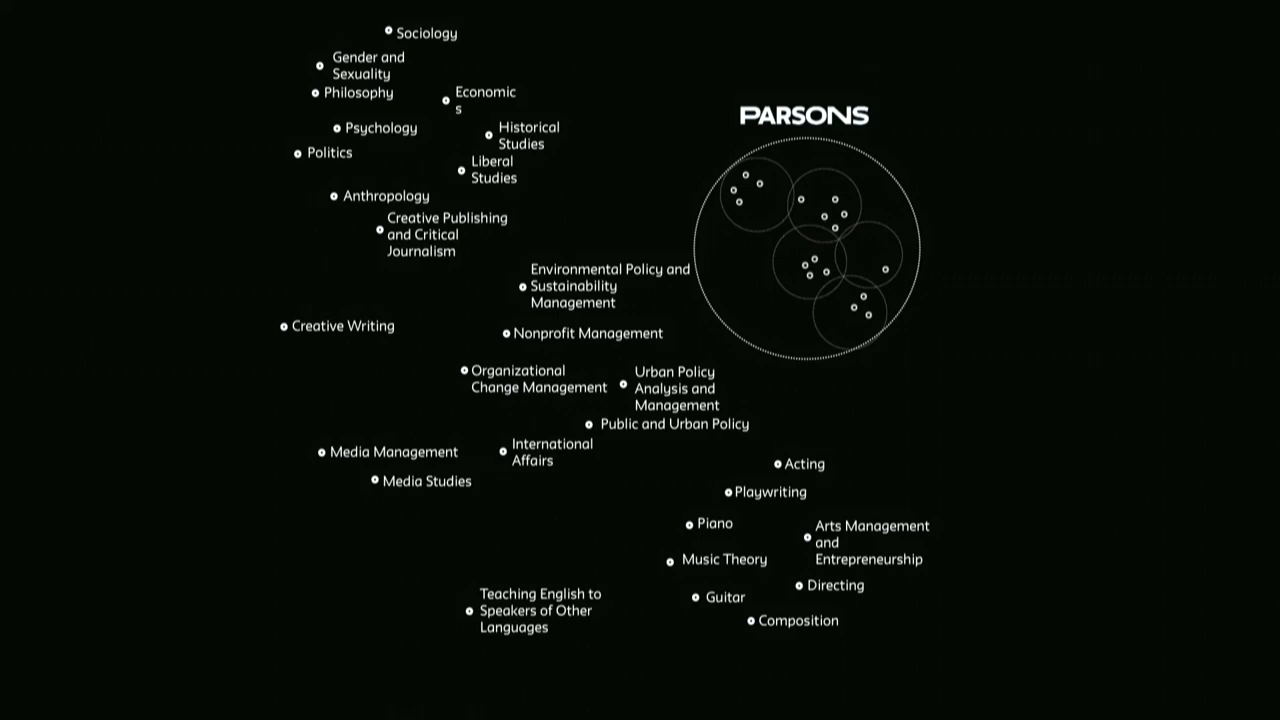 Sociology
Gender and
Sexuality
Philosophy
Economic
s
Psychology
Historical
Studies
Politics
Liberal
Studies
Anthropology
Creative Publishing
and Critical
Journalism
PARSONS
Environmental Policy and
Sustainability
Management
Creative Writing
Nonprofit Management
Organizational
Change Management
Urban Policy
Analysis and
Management
Public and Urban Policy
Media Management
International
Affairs
Media Studies
Acting
Playwriting
Piano
Arts Management
and
Entrepreneurship
Music Theory
Directing
Guitar
Composition
Teaching English to
Speakers of Other
Languages